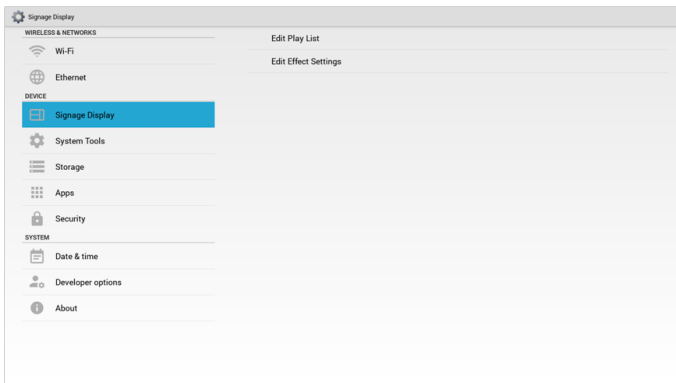 Signage Display
WIRELESS & NETWORKS
Wi-Fi
Ethernet
DEVICE
Signage Display
System Tools
Storage
Apps
Security
SYSTEM
Date & time
Developer options
About
Edit Play List
Edit Effect Settings